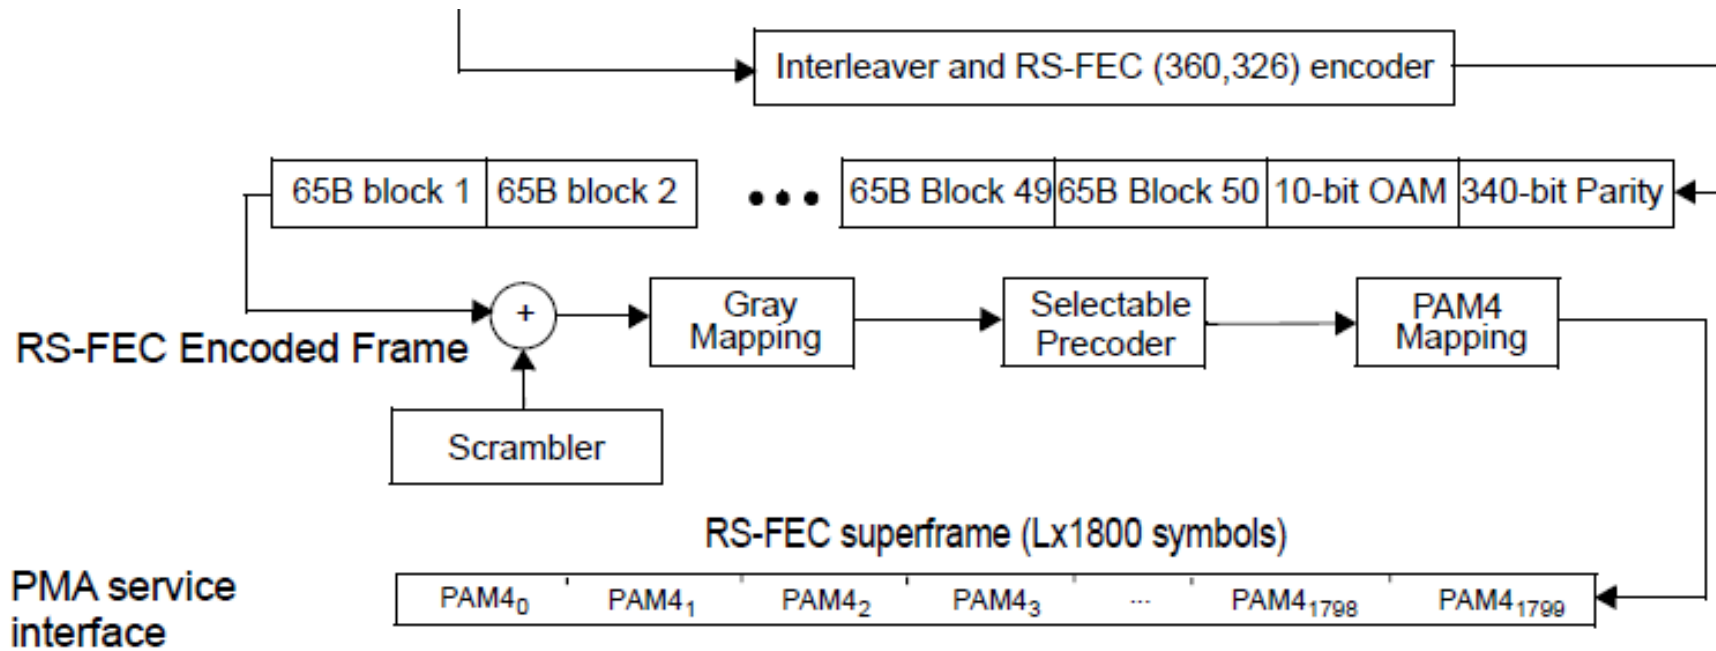 Interleaver and RS-FEC (360,326) encoder
65B block 1 65B block 2 ••• 65B Block 49 65B Block 50 10-bit OAM 340-bit Parity
+
Gray
Mapping
Selectable
Precoder
PAM4
Mapping
RS-FEC Encoded Frame
Scrambler
RS-FEC superframe (Lx1800 symbols)
PMA service
interface
PAM4₀ PAM4₁ PAM4₂ PAM4₃ ... PAM4₁₇₉₈ PAM4₁₇₉₉